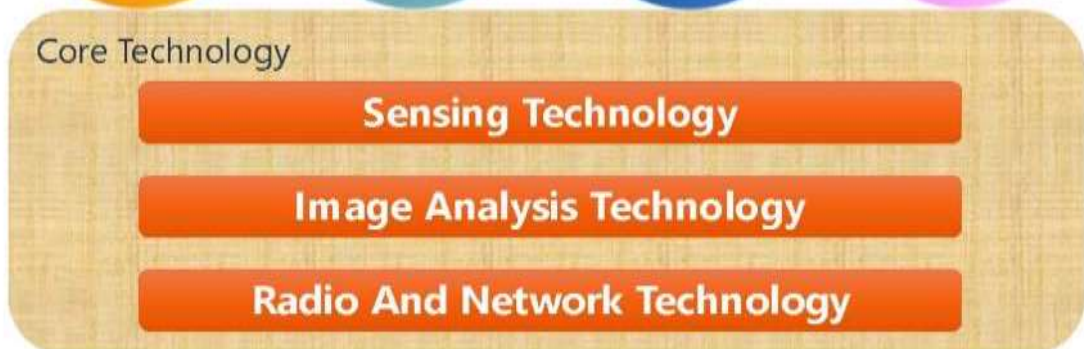 Core Technology
Sensing Technology
Image Analysis Technology
Radio And Network Technology